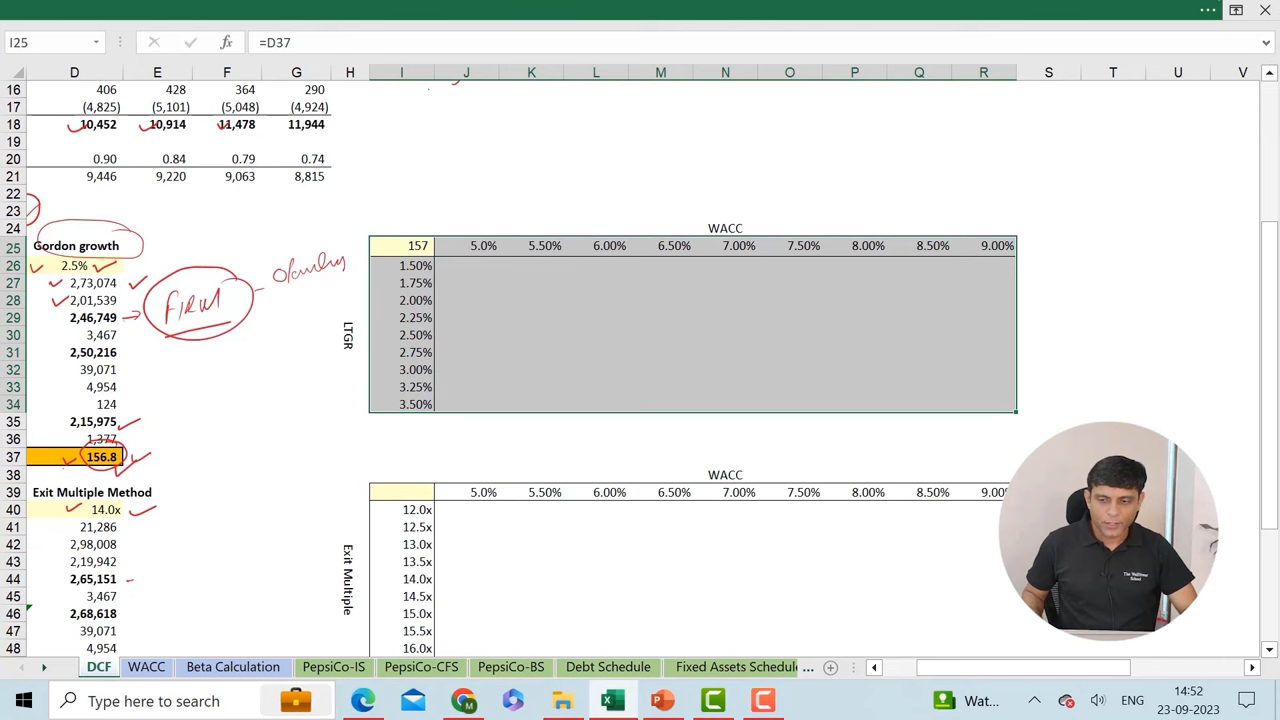 I25
=D37
D E F G H I J K L M N O P Q R S T U V
16 406 428 364 290
17 (4,825) (5,101) (5,048) (4,924)
18 10,452 10,914 11,478 11,944
19
20 0.90 0.84 0.79 0.74
21 9,446 9,220 9,063 8,815
22
23
24 WACC
25 Gordon growth 157 5.0% 5.50% 6.00% 6.50% 7.00% 7.50% 8.00% 8.50% 9.00%
26 2.5% 1.50%
27 2,73,074 1.75%
28 2,01,539 FIRM 2.00%
29 2,46,749 2.25%
30 3,467 LTGR 2.50%
31 2,50,216 2.75%
32 39,071 3.00%
33 4,954 3.25%
34 124 3.50%
35 2,15,975
36 1,377
37 156.8
38 WACC
39 Exit Multiple Method 5.0% 5.50% 6.00% 6.50% 7.00% 7.50% 8.00% 8.50% 9.00
40 14.0x 12.0x
41 21,286 12.5x
42 2,98,008 13.0x
43 2,19,942 13.5x
44 2,65,151 Exit Multiple 14.0x
45 3,467 14.5x
46 2,68,618 15.0x
47 39,071 15.5x
48 4,954 16.0x
DCF WACC Beta Calculation PepsiCo-IS PepsiCo-CFS PepsiCo-BS Debt Schedule Fixed Assets Schedule ...
Type here to search
Wat...
ENG
14:52
23-09-2023